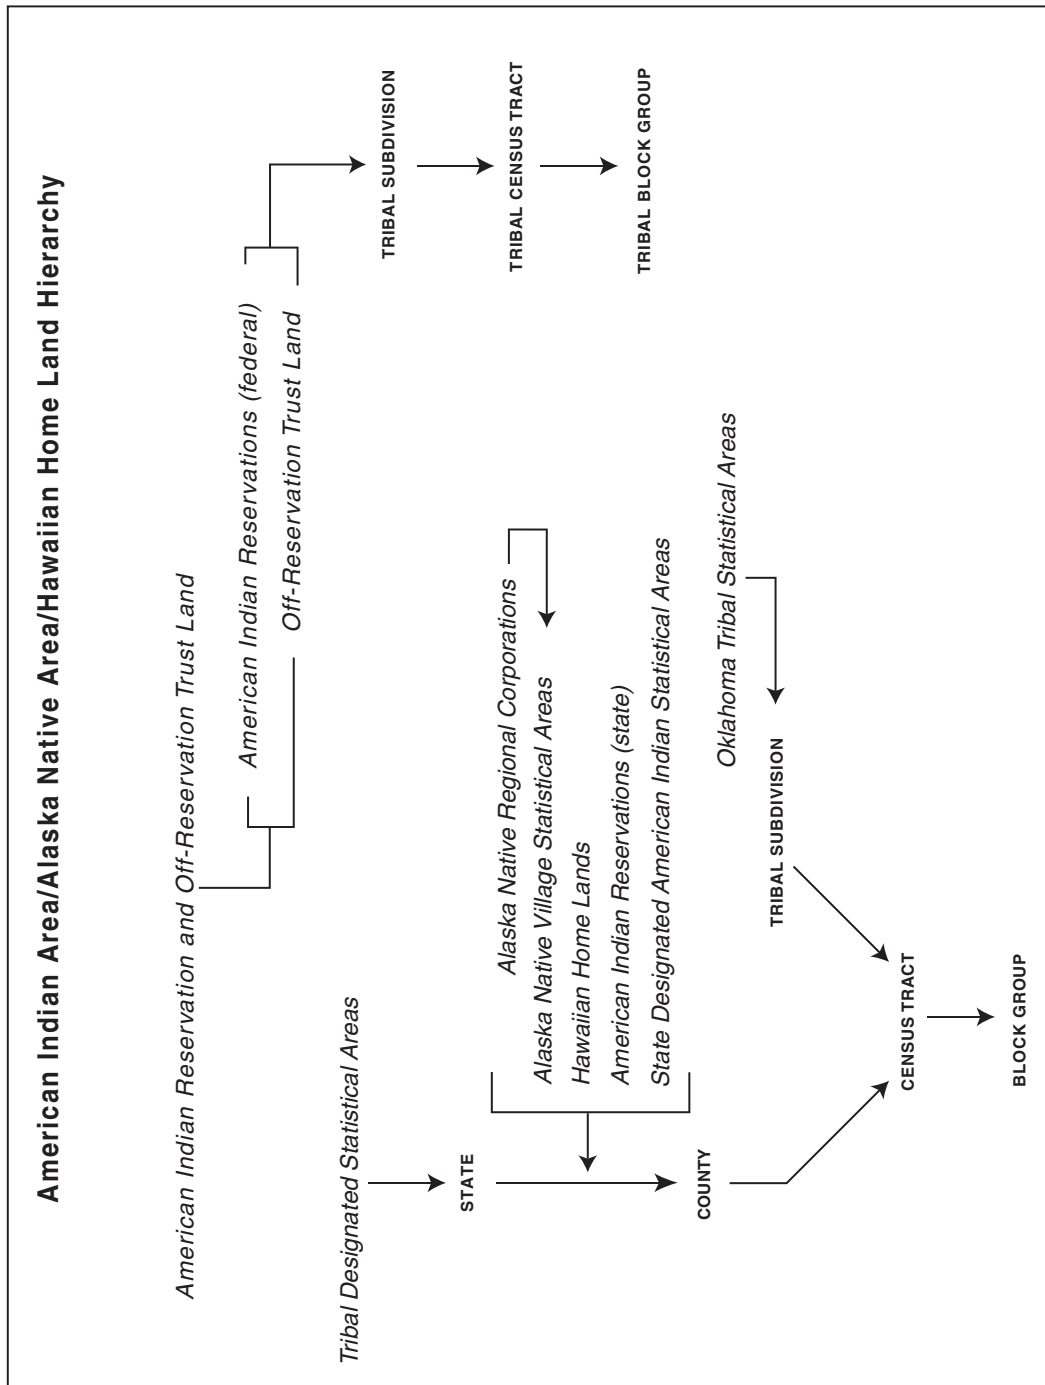 American Indian Area/Alaska Native Area/Hawaiian Home Land Hierarchy
American Indian Reservation and Off-Reservation Trust Land
American Indian Reservations (federal)
Off-Reservation Trust Land
Tribal Designated Statistical Areas
TRIBAL SUBDIVISION
STATE
Alaska Native Regional Corporations
TRIBAL CENSUS TRACT
Alaska Native Village Statistical Areas
Hawaiian Home Lands
American Indian Reservations (state)
TRIBAL BLOCK GROUP
State Designated American Indian Statistical Areas
COUNTY
Oklahoma Tribal Statistical Areas
TRIBAL SUBDIVISION
CENSUS TRACT
BLOCK GROUP